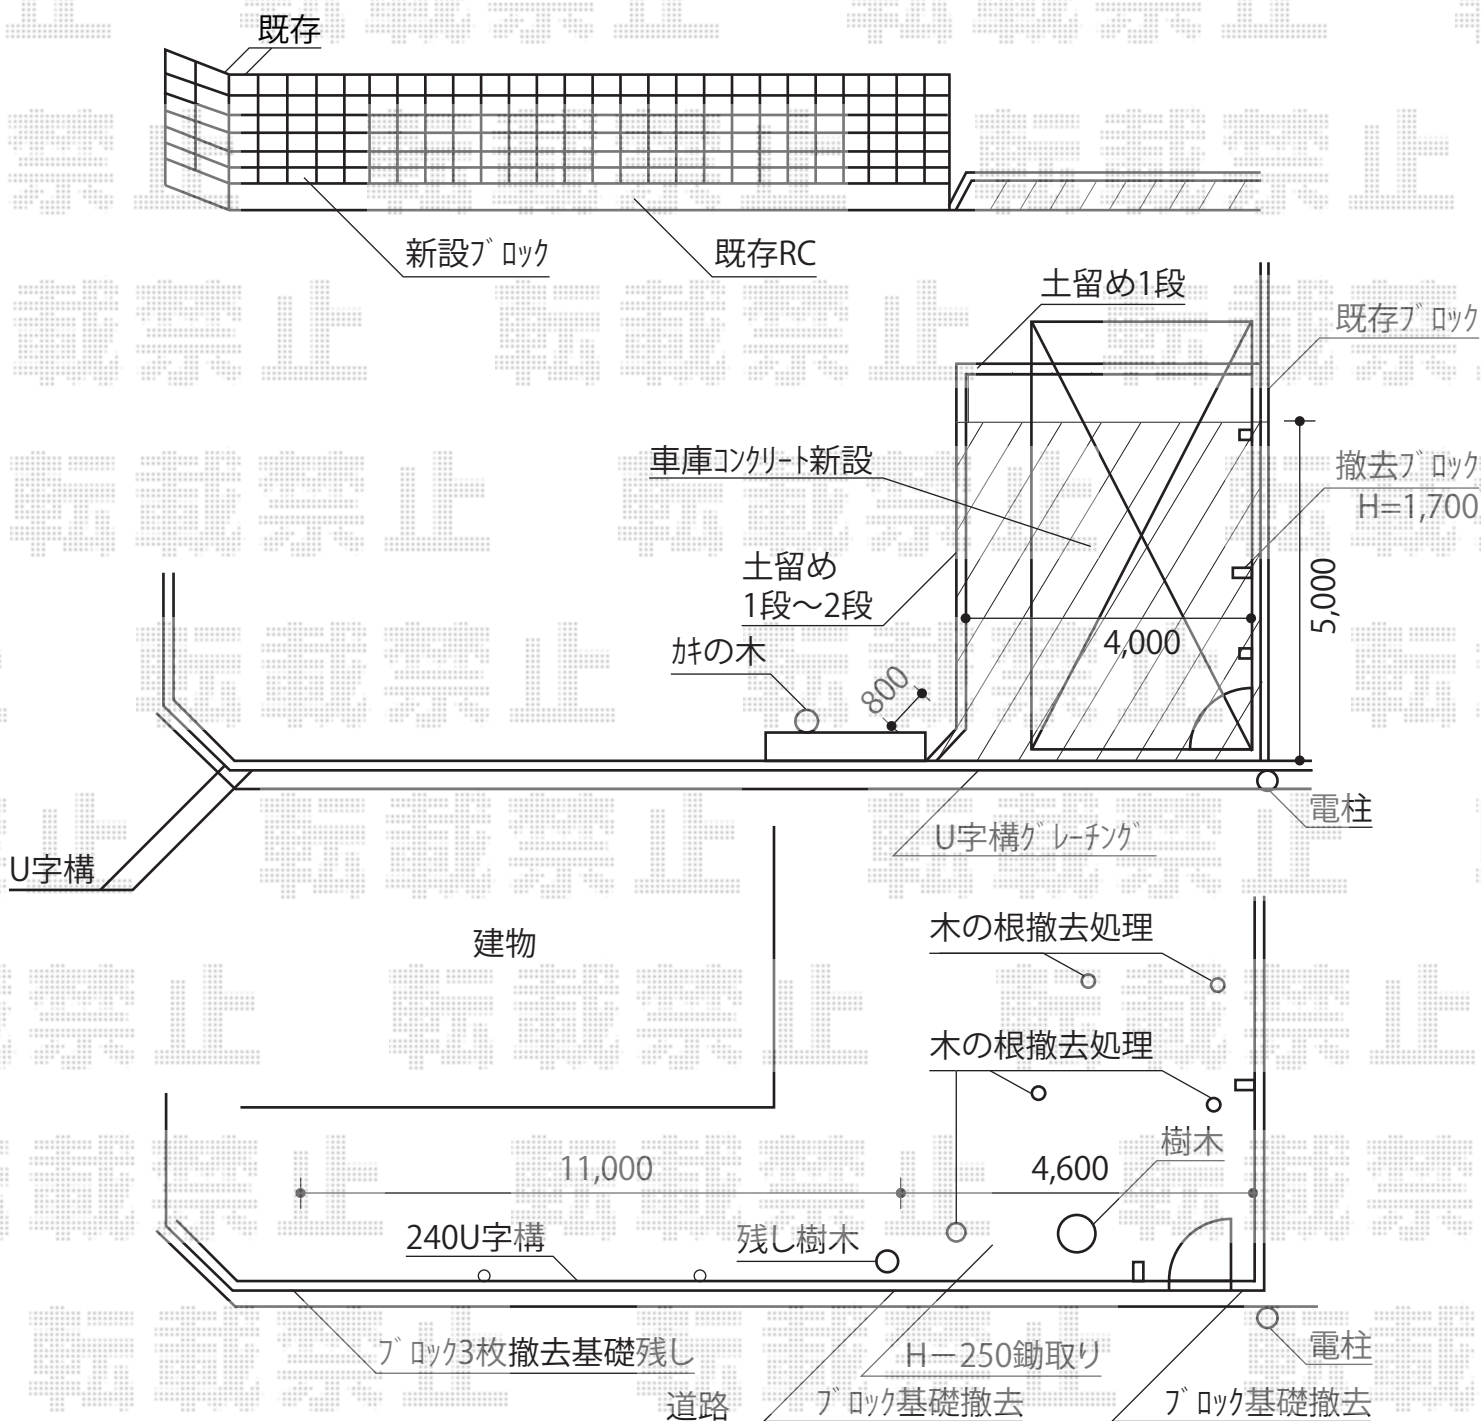 既存
新設ﾌﾞﾛｯｸ
既存RC
土留め1段
既存ﾌﾞﾛｯｸ
車庫ｺﾝｸﾘｰﾄ新設
撤去ﾌﾞﾛｯｸ
H=1,700
土留め
1段～2段
5,000
4,000
ｶｷの木
800
電柱
U字構ｸﾞﾚｰﾁﾝｸﾞ
U字構
建物
木の根撤去処理
木の根撤去処理
樹木
11,000
4,600
240U字構
残し樹木
ﾌﾞﾛｯｸ3枚撤去基礎残し
H－250鋤取り
電柱
道路
ﾌﾞﾛｯｸ基礎撤去
ﾌﾞﾛｯｸ基礎撤去
転載禁止